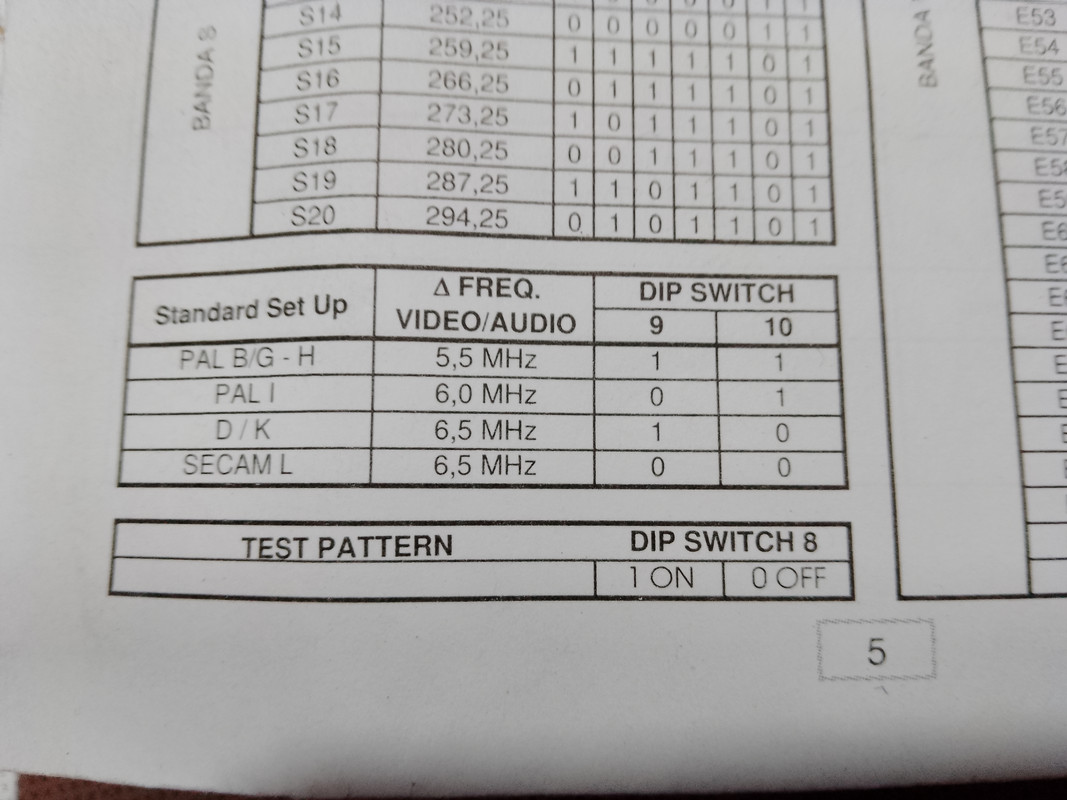 BANDA S
S14 252,25 0 0 0 0 0 1 1
S15 259,25 1 1 1 1 1 0 1
S16 266,25 0 1 1 1 1 0 1
S17 273,25 1 0 1 1 1 0 1
S18 280,25 0 0 1 1 1 0 1
S19 287,25 1 1 0 1 1 0 1
S20 294,25 0 1 0 1 1 0 1
Standard Set Up Δ FREQ. VIDEO/AUDIO DIP SWITCH
9 10
PAL B/G - H 5,5 MHz 1 1
PAL I 6,0 MHz 0 1
D / K 6,5 MHz 1 0
SECAM L 6,5 MHz 0 0
TEST PATTERN DIP SWITCH 8
1 ON 0 OFF
BANDA
E53
E54
E55
E56
E57
5